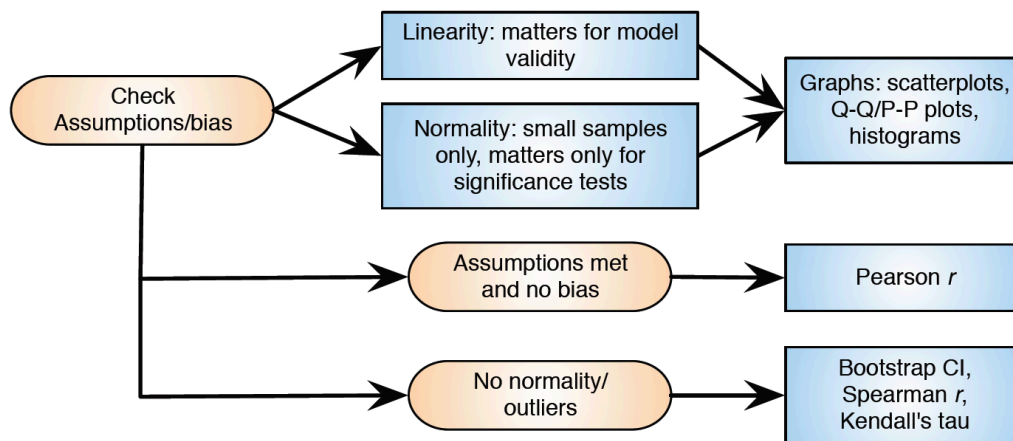 Check
Assumptions/bias
Linearity: matters for model
validity
Normality: small samples
only, matters only for
significance tests
Graphs: scatterplots,
Q-Q/P-P plots,
histograms
Assumptions met
and no bias
Pearson r
No normality/
outliers
Bootstrap CI,
Spearman r,
Kendall's tau